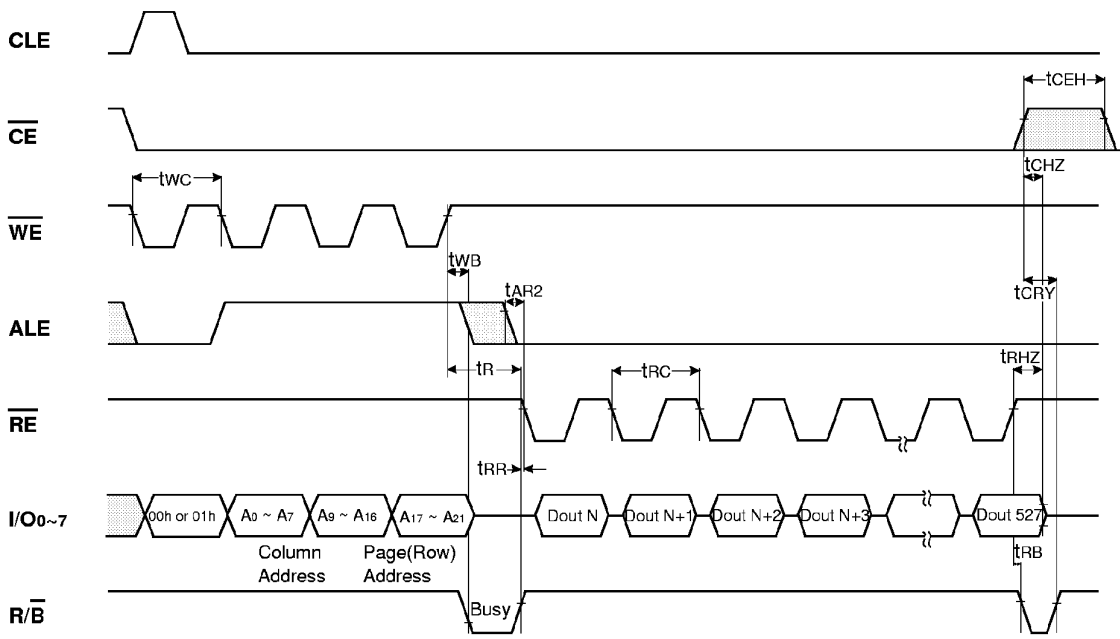 CLE
tCEH
CE
tCHZ
tWC
WE
tWB
tAR2
tCRY
ALE
tR
tRC
tRHZ
RE
tRR
I/O0~7
00h or 01h
A0 ~ A7
A9 ~ A16
A17 ~ A21
Dout N
Dout N+1
Dout N+2
Dout N+3
Dout 527
Column
Address
Page(Row)
Address
tRB
R/B
Busy